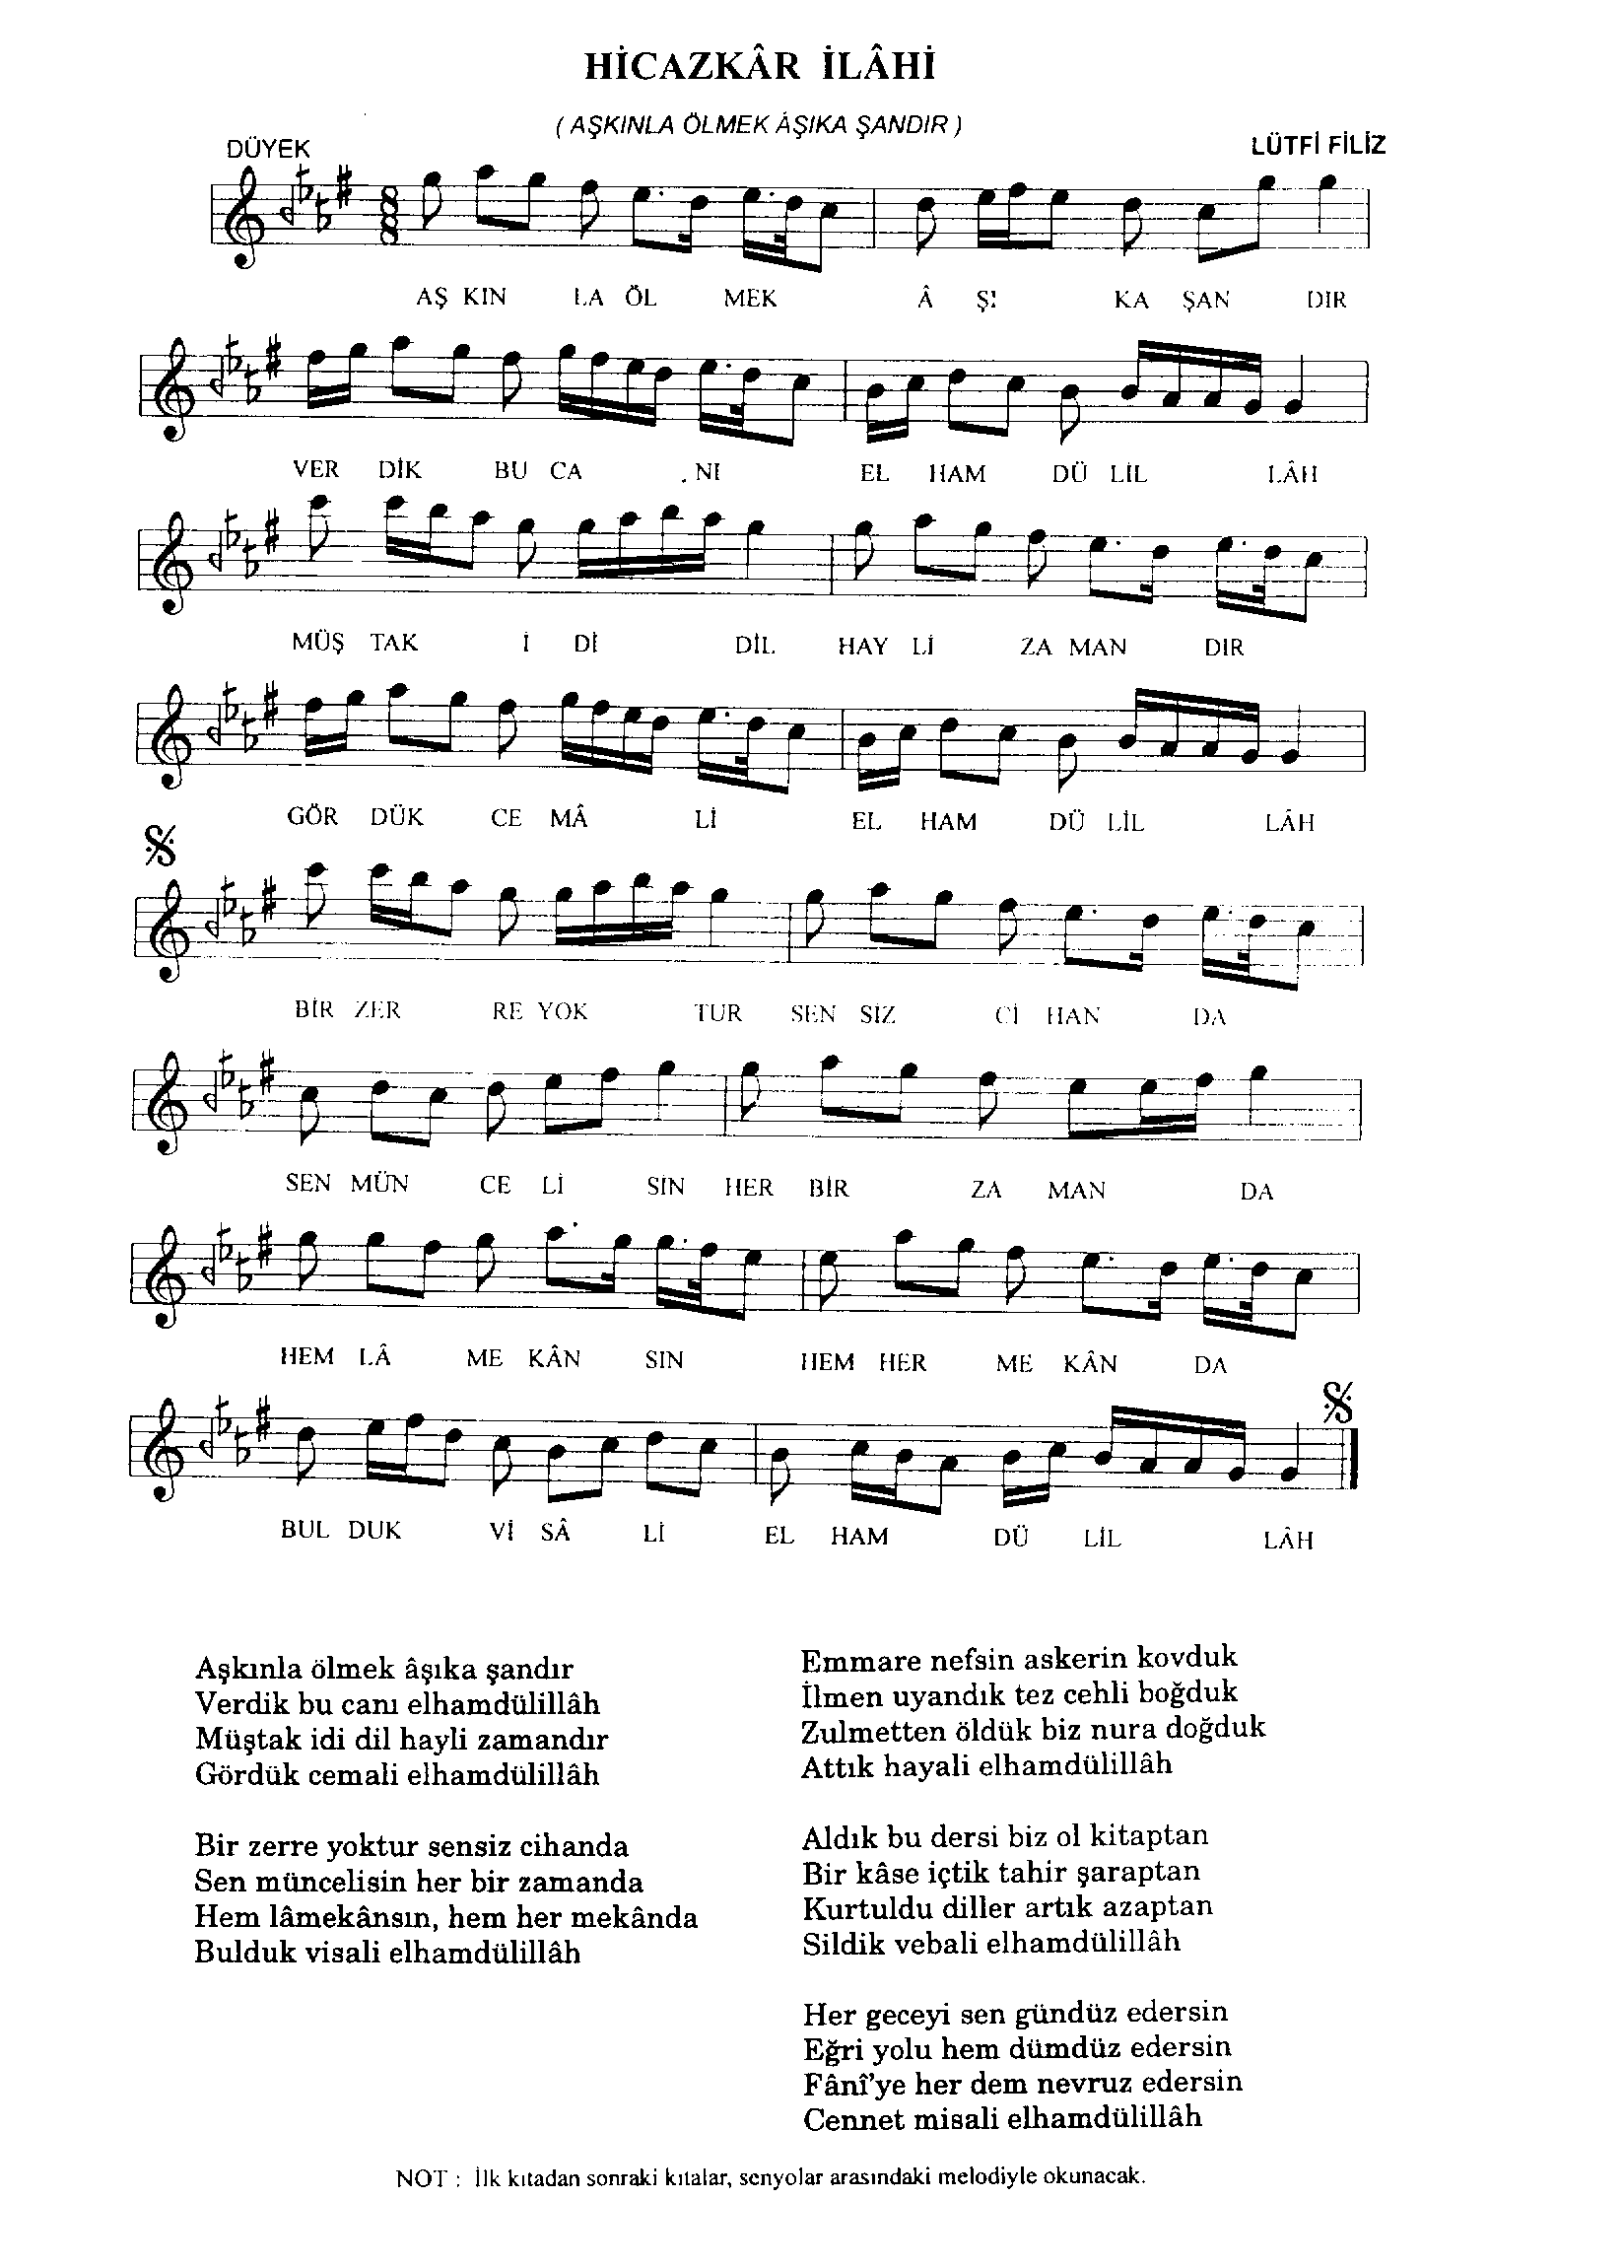 HİCAZKÂR İLÂHİ
( AŞKINLA ÖLMEK ÂŞIKA ŞANDIR )
DÜYEK
LÜTFİ FİLİZ
8
8
AŞ KIN LA ÖL MEK Â ŞI KA ŞAN DIR
VER DİK BU CA . NI EL HAM DÜ LİL LÂH
MÜŞ TAK İ Dİ DİL HAY Lİ ZA MAN DIR
GÖR DÜK CE MÂ Lİ EL HAM DÜ LİL LÂH
BİR ZER RE YOK TUR SEN SİZ Cİ HAN DA
SEN MÜN CE Lİ SİN HER BİR ZA MAN DA
HEM LÂ ME KÂN SIN HEM HER ME KÂN DA
BUL DUK Vİ SÂ Lİ EL HAM DÜ LİL LÂH
Aşkınla ölmek âşıka şandır
Verdik bu canı elhamdülillâh
Müştak idi dil hayli zamandır
Gördük cemali elhamdülillâh
Bir zerre yoktur sensiz cihanda
Sen müncelisin her bir zamanda
Hem lâmekânsın, hem her mekânda
Bulduk visali elhamdülillâh
Emmare nefsin askerin kovduk
İlmen uyandık tez cehli boğduk
Zulmetten öldük biz nura doğduk
Attık hayali elhamdülillâh
Aldık bu dersi biz ol kitaptan
Bir kâse içtik tahir şaraptan
Kurtuldu diller artık azaptan
Sildik vebali elhamdülillâh
Her geceyi sen gündüz edersin
Eğri yolu hem dümdüz edersin
Fânî'ye her dem nevruz edersin
Cennet misali elhamdülillâh
NOT : İlk kıtadan sonraki kıtalar, senyolar arasındaki melodiyle okunacak.